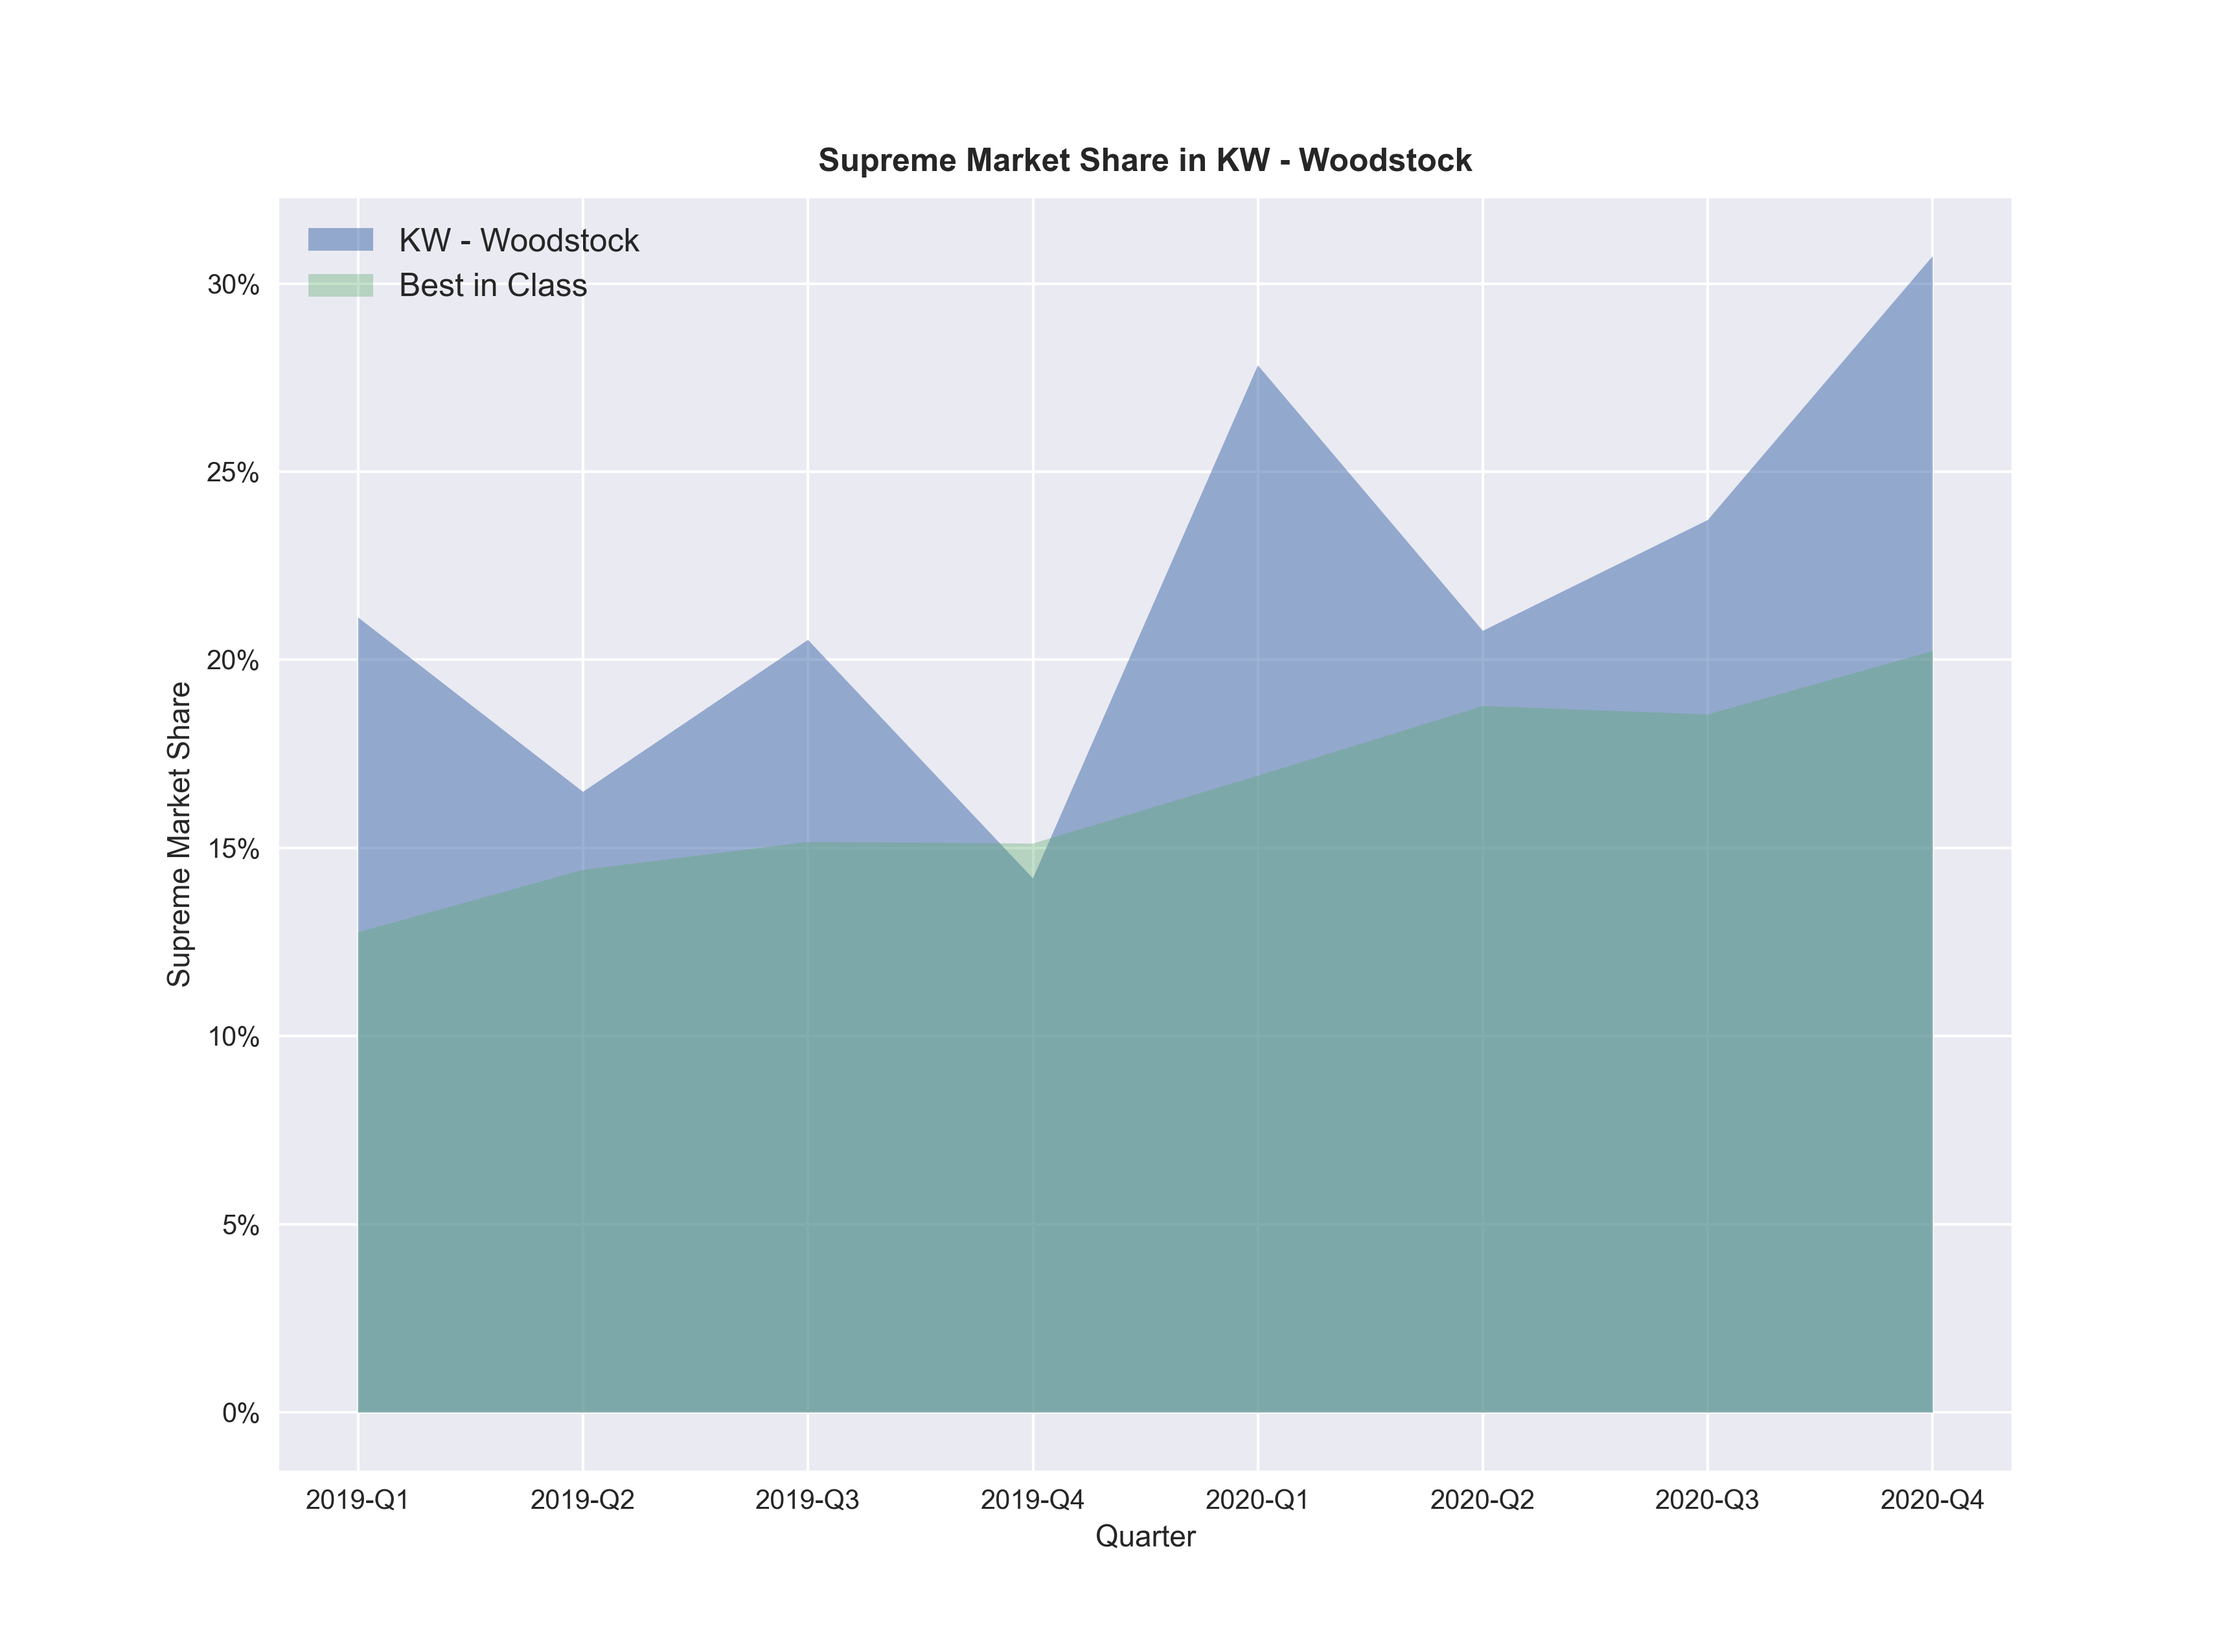 Supreme Market Share in KW - Woodstock
KW - Woodstock
Best in Class
30%
25%
20%
15%
10%
5%
0%
Supreme Market Share
2019-Q1 2019-Q2 2019-Q3 2019-Q4 2020-Q1 2020-Q2 2020-Q3 2020-Q4
Quarter